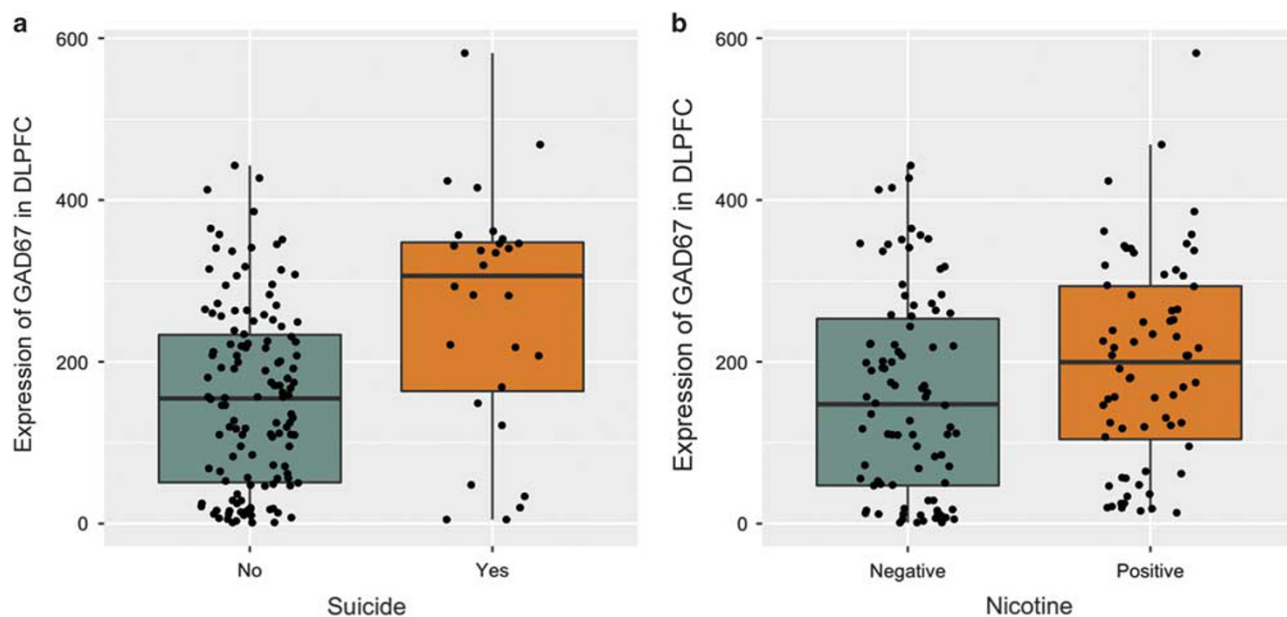 a
Expression of GAD67 in DLPFC
600
400
200
0
No
Yes
Suicide
b
Expression of GAD67 in DLPFC
600
400
200
0
Negative
Positive
Nicotine